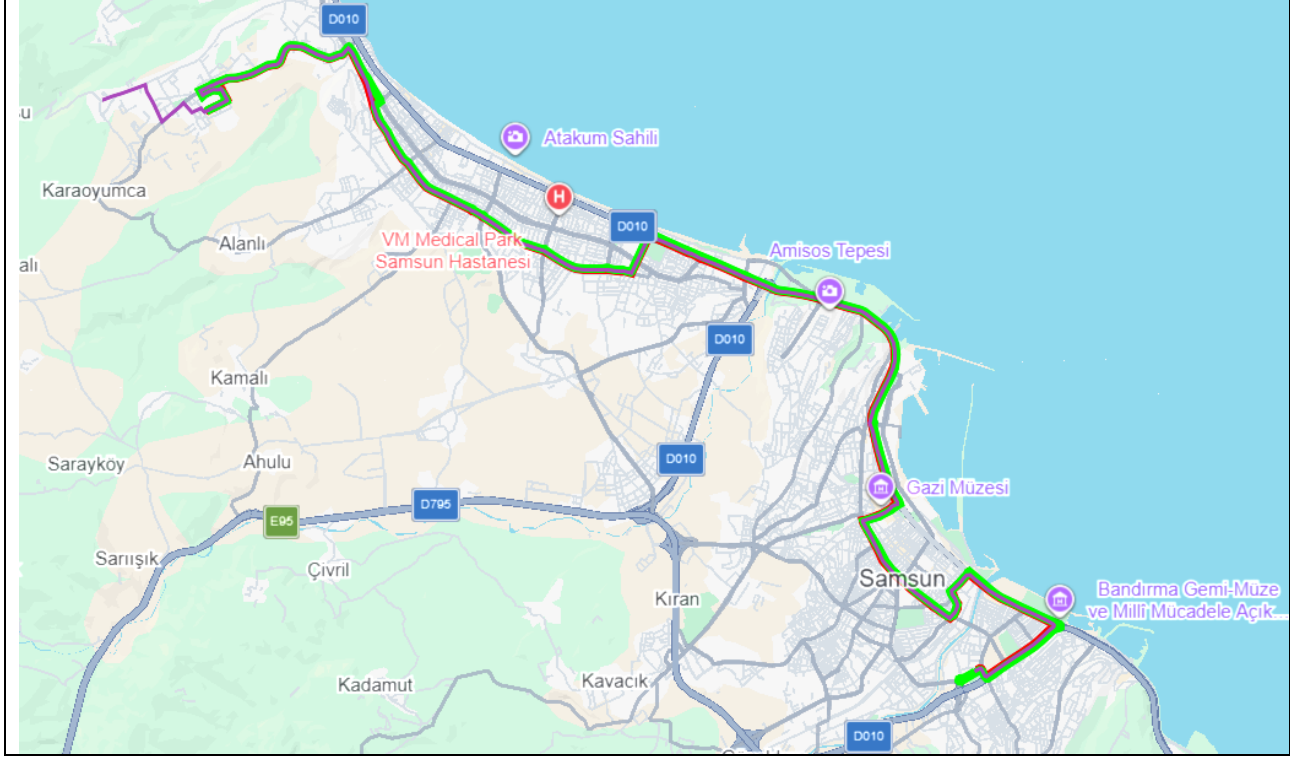 D010
Atakum Sahili
Karaoyumca
H
D010
Alanlı
VM Medical Park
Samsun Hastanesi
Amisos Tepesi
alı
D010
Kamalı
Sarayköy
Ahulu
D010
Gazi Müzesi
D795
E95
Sarıışık
Çivril
Samsun
Kıran
Bandırma Gemi-Müze
ve Millî Mücadele Açık...
Kadamut
Kavacık
D010